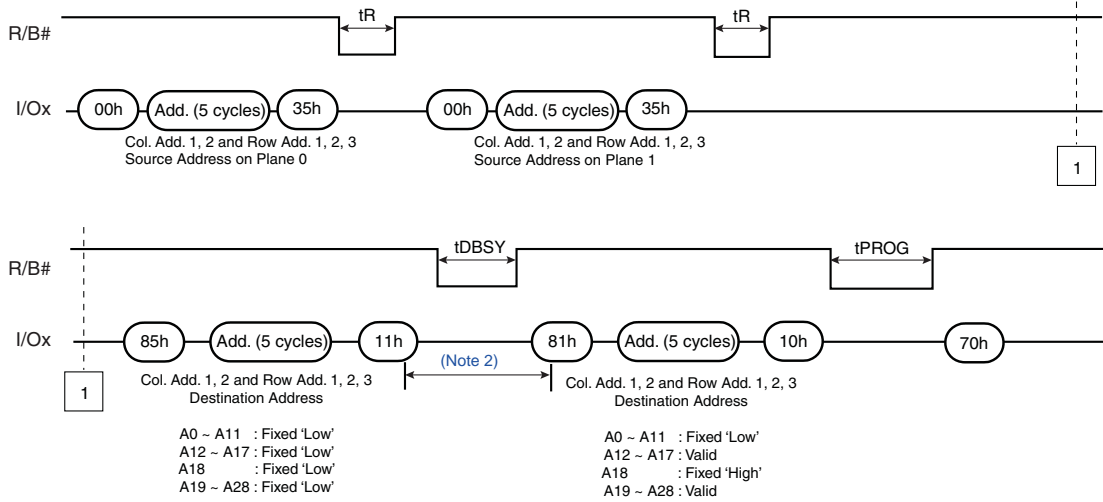 tR tR
R/B#
I/Ox 00h Add. (5 cycles) 35h 00h Add. (5 cycles) 35h
Col. Add. 1, 2 and Row Add. 1, 2, 3
Source Address on Plane 0
Col. Add. 1, 2 and Row Add. 1, 2, 3
Source Address on Plane 1
1
tDBSY tPROG
R/B#
I/Ox 85h Add. (5 cycles) 11h 81h Add. (5 cycles) 10h 70h
(Note 2)
1
Col. Add. 1, 2 and Row Add. 1, 2, 3
Destination Address
A0 ~ A11 : Fixed ‘Low’
A12 ~ A17 : Fixed ‘Low’
A18 : Fixed ‘Low’
A19 ~ A28 : Fixed ‘Low’
Col. Add. 1, 2 and Row Add. 1, 2, 3
Destination Address
A0 ~ A11 : Fixed ‘Low’
A12 ~ A17 : Valid
A18 : Fixed ‘High’
A19 ~ A28 : Valid